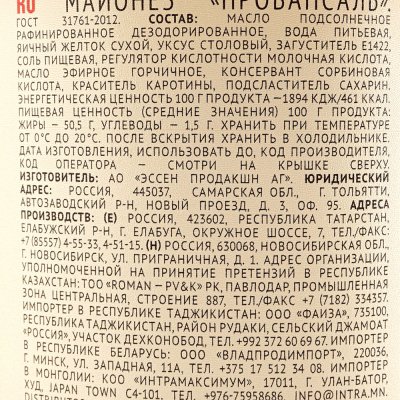 RU МАЙОНЕЗ «ПРОВАНСАЛЬ».
ГОСТ 31761-2012. СОСТАВ: МАСЛО ПОДСОЛНЕЧНОЕ
РАФИНИРОВАННОЕ ДЕЗОДОРИРОВАННОЕ, ВОДА ПИТЬЕВАЯ,
ЯИЧНЫЙ ЖЕЛТОК СУХОЙ, УКСУС СТОЛОВЫЙ, ЗАГУСТИТЕЛЬ Е1422,
СОЛЬ ПИЩЕВАЯ, РЕГУЛЯТОР КИСЛОТНОСТИ МОЛОЧНАЯ КИСЛОТА,
МАСЛО ЭФИРНОЕ ГОРЧИЧНОЕ, КОНСЕРВАНТ СОРБИНОВАЯ
КИСЛОТА, КРАСИТЕЛЬ КАРОТИНЫ, ПОДСЛАСТИТЕЛЬ САХАРИН.
ЭНЕРГЕТИЧЕСКАЯ ЦЕННОСТЬ 100 Г ПРОДУКТА –1894 КДЖ/461 ККАЛ.
ПИЩЕВАЯ ЦЕННОСТЬ (СРЕДНИЕ ЗНАЧЕНИЯ) 100 Г ПРОДУКТА:
ЖИРЫ – 50,5 Г, УГЛЕВОДЫ – 1,5 Г. ХРАНИТЬ ПРИ ТЕМПЕРАТУРЕ
ОТ 0°С ДО 20°С. ПОСЛЕ ВСКРЫТИЯ ХРАНИТЬ В ХОЛОДИЛЬНИКЕ.
ДАТА ИЗГОТОВЛЕНИЯ, ИСПОЛЬЗОВАТЬ ДО, КОД ПРОИЗВОДИТЕЛЯ,
КОД ОПЕРАТОРА – СМОТРИ НА КРЫШКЕ СВЕРХУ.
ИЗГОТОВИТЕЛЬ: АО «ЭССЕН ПРОДАКШН АГ». ЮРИДИЧЕСКИЙ
АДРЕС: РОССИЯ, 445037, САМАРСКАЯ ОБЛ., Г. ТОЛЬЯТТИ,
АВТОЗАВОДСКИЙ Р-Н, НОВЫЙ ПРОЕЗД, Д. 3, ОФ. 95. АДРЕСА
ПРОИЗВОДСТВ: (Е) РОССИЯ, 423602, РЕСПУБЛИКА ТАТАРСТАН,
ЕЛАБУЖСКИЙ Р-Н, Г. ЕЛАБУГА, ОКРУЖНОЕ ШОССЕ, 7, ТЕЛ./ФАКС:
+7 (85557) 4-55-33, 4-51-15. (Н) РОССИЯ, 630068, НОВОСИБИРСКАЯ ОБЛ.,
Г. НОВОСИБИРСК, УЛ. ПРИГРАНИЧНАЯ, Д. 1. АДРЕС ОРГАНИЗАЦИИ,
УПОЛНОМОЧЕННОЙ НА ПРИНЯТИЕ ПРЕТЕНЗИЙ В РЕСПУБЛИКЕ
КАЗАХСТАН: ТОО «ROMAN – PV&K» РК, ПАВЛОДАР, ПРОМЫШЛЕННАЯ
ЗОНА ЦЕНТРАЛЬНАЯ, СТРОЕНИЕ 887, ТЕЛ./ФАКС +7 (7182) 334357.
ИМПОРТЕР В РЕСПУБЛИКЕ ТАДЖИКИСТАН: ООО «ФАИЗА», 735100,
РЕСПУБЛИКА ТАДЖИКИСТАН, РАЙОН РУДАКИ, СЕЛЬСКИЙ ДЖАМОАТ
«РОССИЯ», УЧАСТОК ДЕХКОНОБОД, ТЕЛ. +992 372 60 69 67. ИМПОРТЕР
В РЕСПУБЛИКЕ БЕЛАРУСЬ: ООО «ВЛАДПРОДИМПОРТ», 220036,
Г. МИНСК, УЛ. ЗАПАДНАЯ, 11А, ТЕЛ. +375 17 512 34 08. ИМПОРТЕР
В МОНГОЛИИ: КОО «ИНТРАМАКСИМУМ», 17011, Г. УЛАН-БАТОР,
ХУД, JAPAN TOWN C4-101, ТЕЛ. +976-75958686, INFO@INTRA.MN.